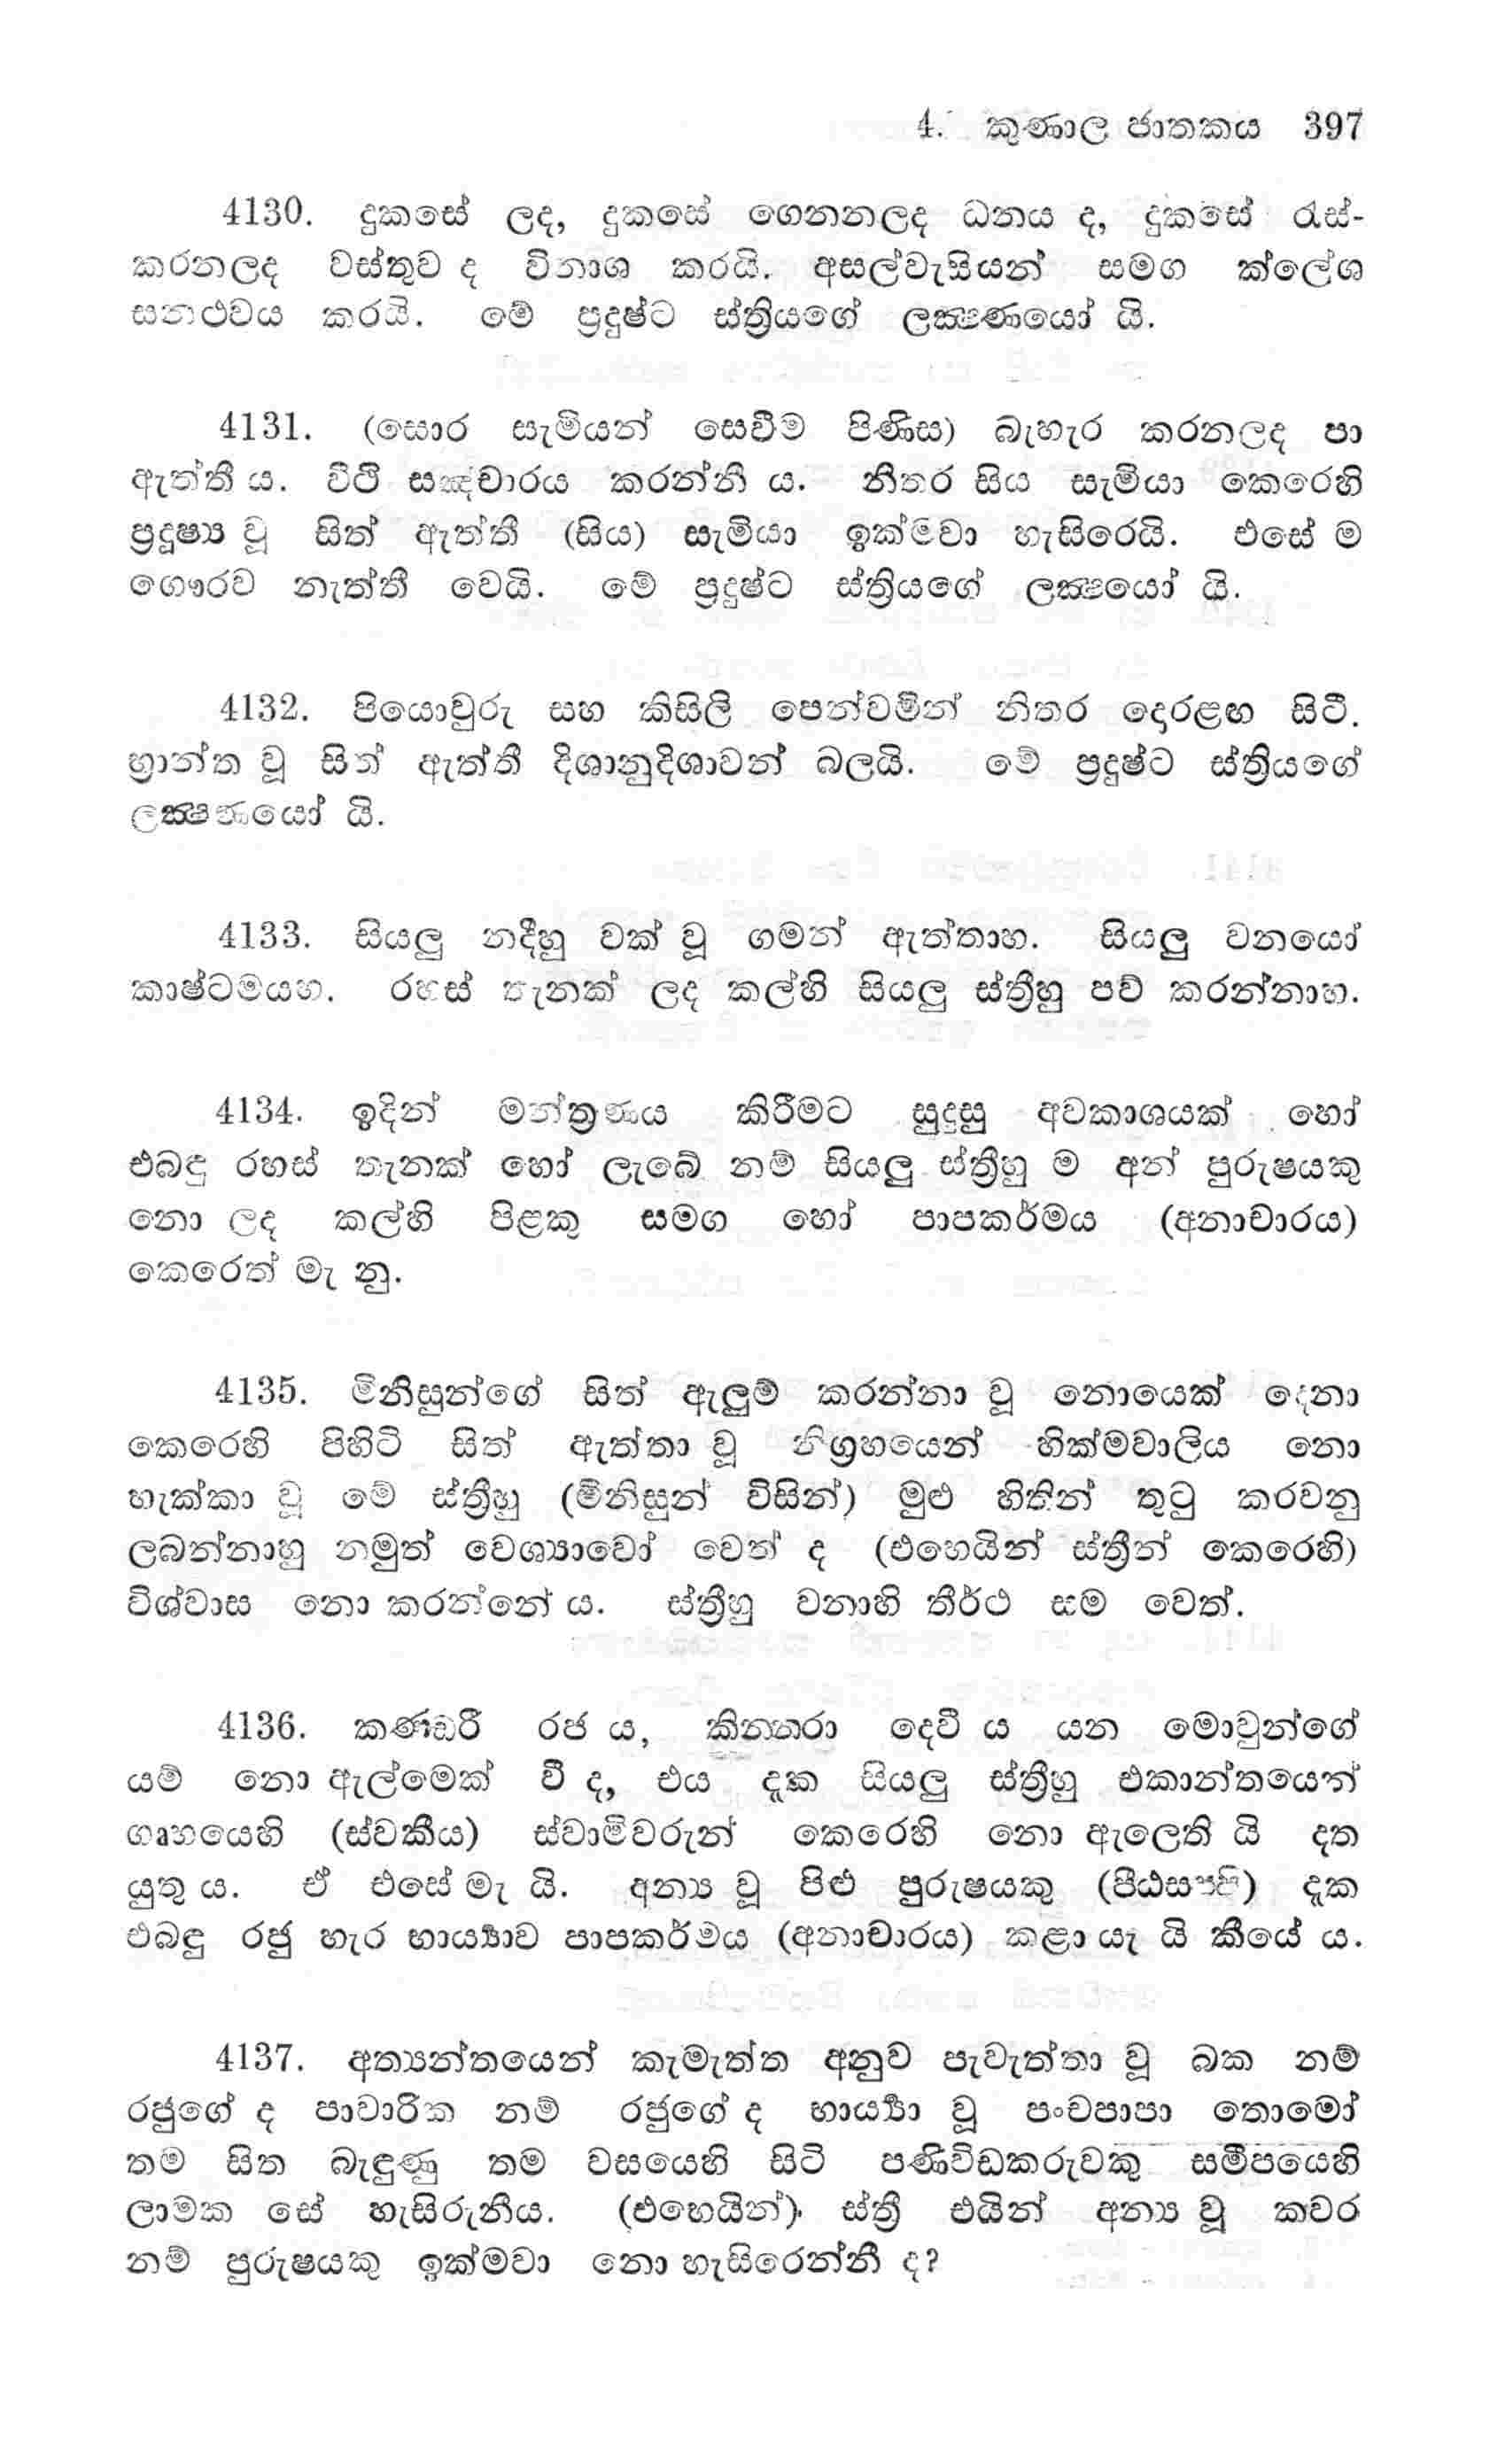 4. කුණාල ජාතකය 397
4130. දුකසේ ලද, දුකසේ ගෙනනලද ධනය ද, දුකසේ රැස්-
කරනලද වස්තුව ද විනාශ කරයි. අසල්වැසියන් සමග ක්ලේශ
සන්‍ථවය කරයි. මේ ප්‍රදුෂ්ට ස්ත්‍රියගේ ලක්‍ෂණයෝ යි.
4131. (සොර සැමියන් සෙවීම පිණිස) බැහැර කරනලද පා
ඇත්තී ය. වීථි සඤ්චාරය කරන්නී ය. නිතර සිය සැමියා කෙරෙහි
ප්‍රදුෂ්‍ය වූ සිත් ඇත්තී (සිය) සැමියා ඉක්මවා හැසිරෙයි. එසේ ම
ගෞරව නැත්තී වෙයි. මේ ප්‍රදුෂ්ට ස්ත්‍රියගේ ලක්‍ෂයෝ යි.
4132. පියොවුරු සහ කිසිලි පෙන්වමින් නිතර දොරළඟ සිටී.
භ්‍රාන්ත වූ සිත් ඇත්තී දිශානුදිශාවන් බලයි. මේ ප්‍රදුෂ්ට ස්ත්‍රියගේ
ලක්‍ෂණයෝ යි.
4133. සියලු නදීහු වක් වූ ගමන් ඇත්තාහ. සියලු වනයෝ
කාෂ්ටමයහ. රහස් තැනක් ලද කල්හි සියලු ස්ත්‍රීහු පව් කරන්නාහ.
4134. ඉදින් මන්ත්‍රණය කිරීමට සුදුසු අවකාශයක් හෝ
එබඳු රහස් තැනක් හෝ ලැබේ නම් සියලු ස්ත්‍රීහු ම අන් පුරුෂයකු
නො ලද කල්හි පිළකු සමග හෝ පාපකර්මය (අනාචාරය)
කෙරෙත් මැ නු.
4135. මිනිසුන්ගේ සිත් ඇලුම් කරන්නා වූ නොයෙක් දෙනා
කෙරෙහි පිහිටි සිත් ඇත්තා වූ නිග්‍රහයෙන් හික්මවාලිය නො
හැක්කා වූ මේ ස්ත්‍රීහු (මිනිසුන් විසින්) මුළු හිතින් තුටු කරවනු
ලබන්නාහු නමුත් වෙශ්‍යාවෝ වෙත් ද (එහෙයින් ස්ත්‍රීන් කෙරෙහි)
විශ්වාස නො කරන්නේ ය. ස්ත්‍රීහු වනාහි තීර්ථ සම වෙත්.
4136. කණ්ඩරී රජ ය, කින්නරා දෙවී ය යන මොවුන්ගේ
යම් නො ඇල්මෙක් වී ද, එය දැක සියලු ස්ත්‍රීහු එකාන්තයෙන්
ගෘහයෙහි (ස්වකීය) ස්වාමිවරුන් කෙරෙහි නො ඇලෙති යි දත
යුතු ය. ඒ එසේ මැ යි. අන්‍ය වූ පිළු පුරුෂයකු (පීඨසප්පි) දැක
එබඳු රජු හැර භාර්‍ය්‍යාව පාපකර්මය (අනාචාරය) කළා යැ යි කීයේ ය.
4137. අත්‍යන්තයෙන් කැමැත්ත අනුව පැවැත්තා වූ බක නම්
රජුගේ ද පාවාරික නම් රජුගේ ද භාර්‍ය්‍යා වූ පංචපාපා තොමෝ
තම සිත බැඳුණු තම වසයෙහි සිටි පණිවිඩකරුවකු සමීපයෙහි
ලාමක සේ හැසිරුනීය. (එහෙයින්) ස්ත්‍රී එයින් අන්‍ය වූ කවර
නම් පුරුෂයකු ඉක්මවා නො හැසිරෙන්නී ද?